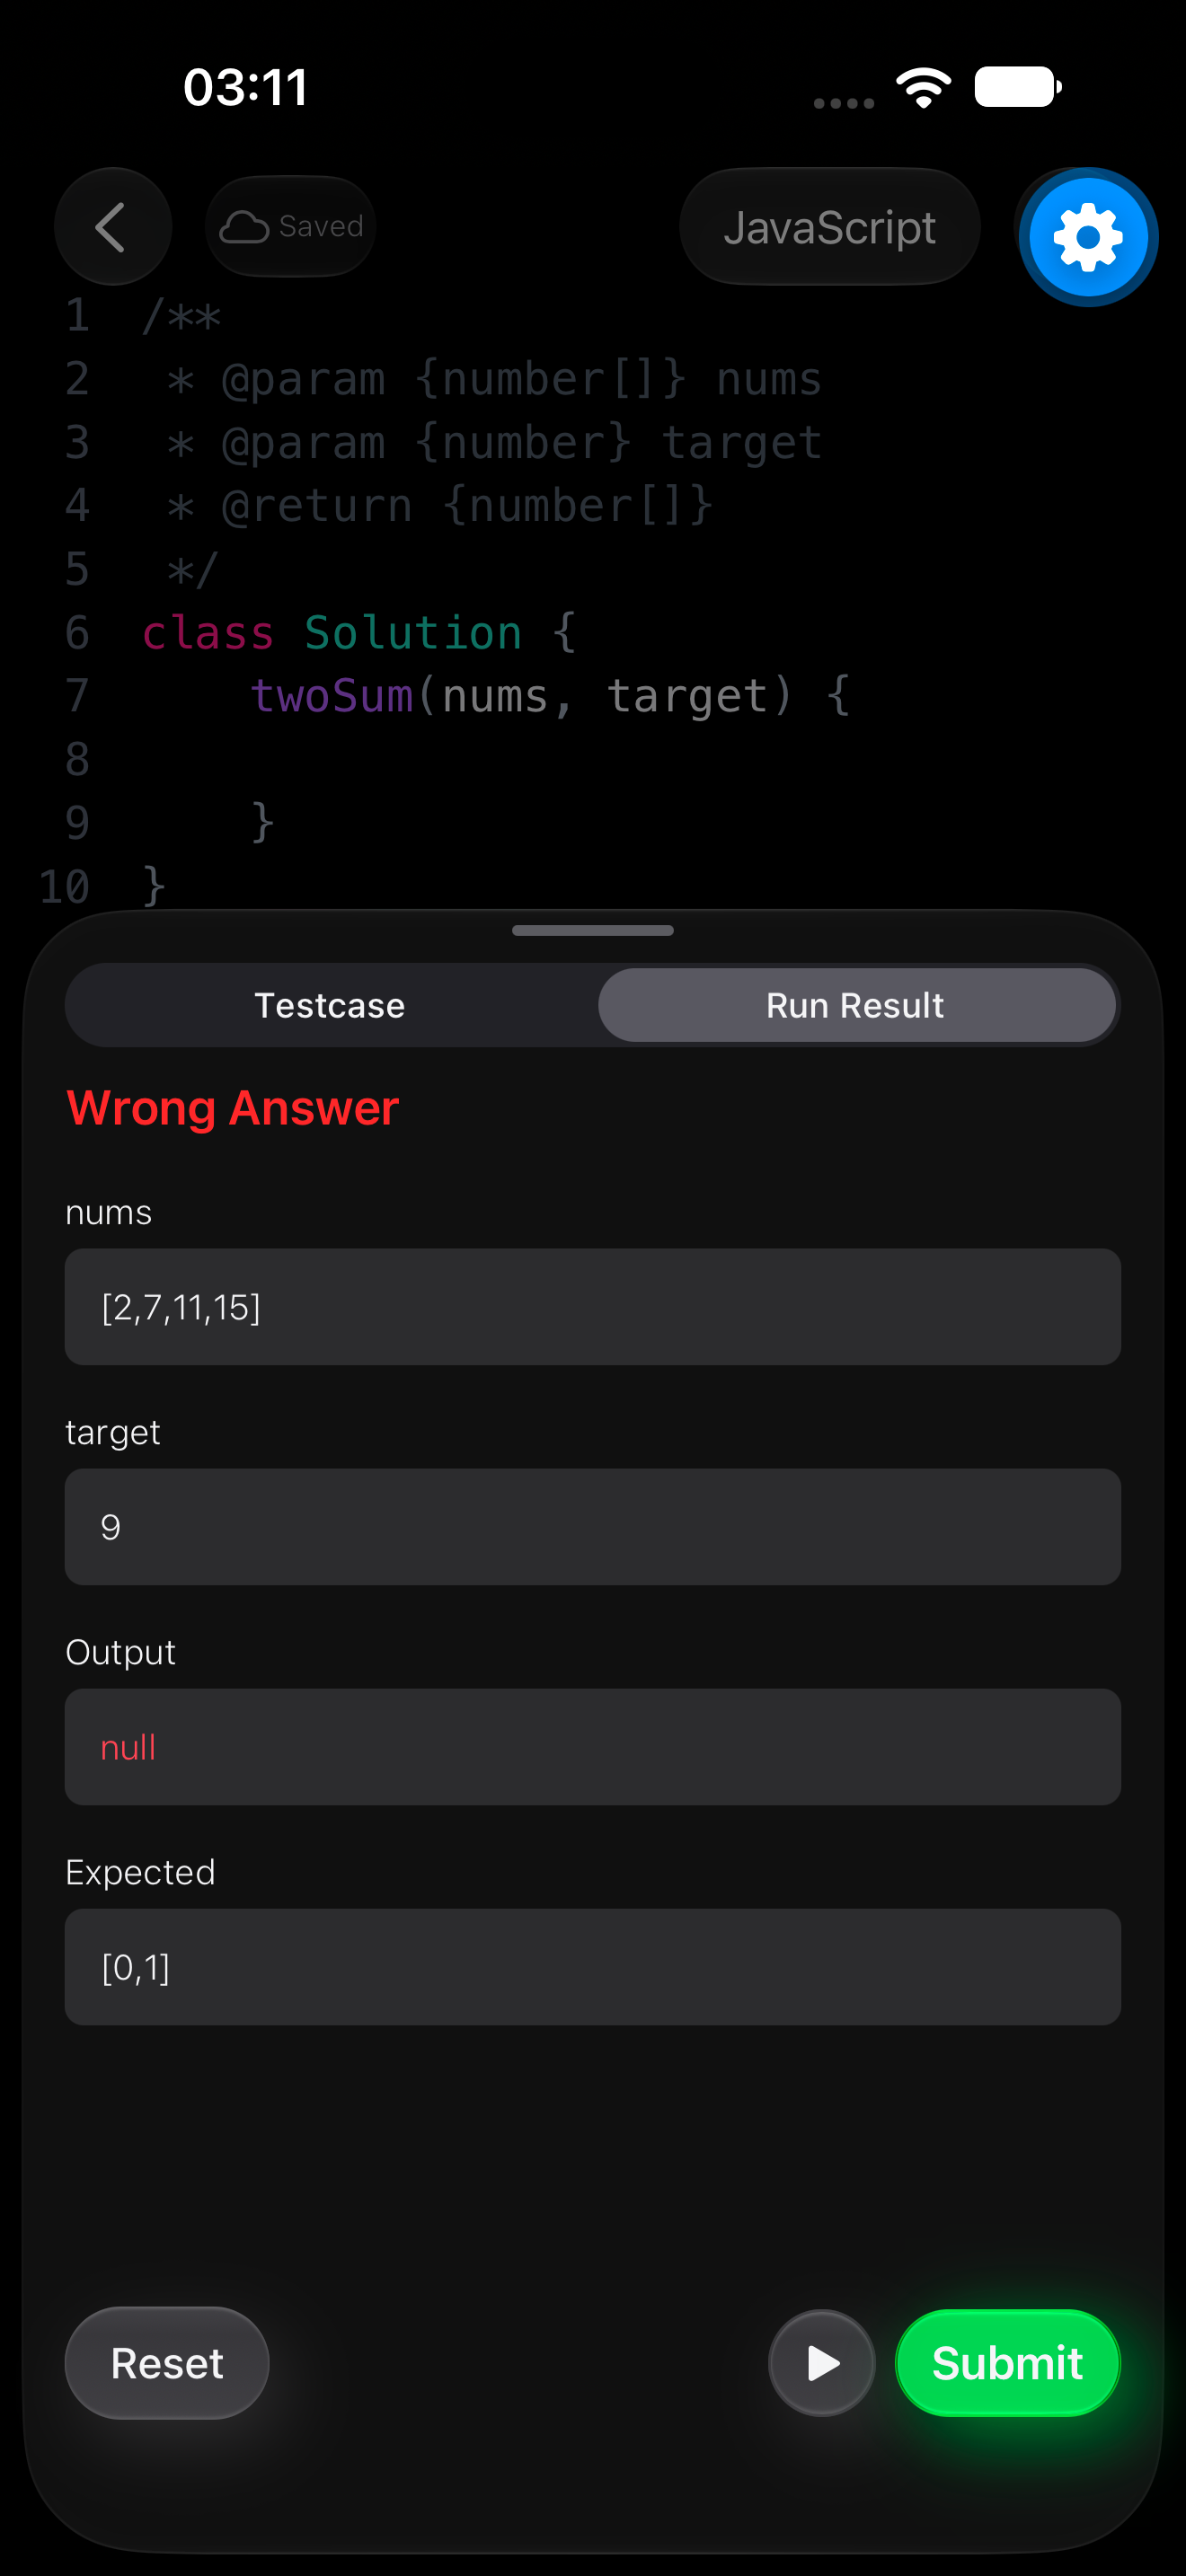 03:11
Saved
JavaScript
1 /**
2  * @param {number[]} nums
3  * @param {number} target
4  * @return {number[]}
5  */
6 class Solution {
7     twoSum(nums, target) {
8
9     }
10 }
Testcase
Run Result
Wrong Answer
nums
[2,7,11,15]
target
9
Output
null
Expected
[0,1]
Reset
Submit